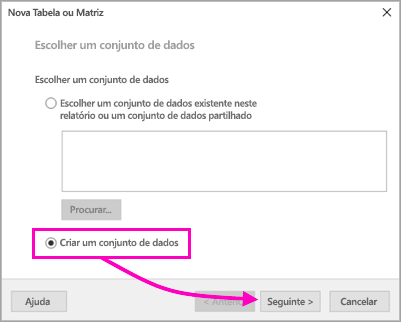 Nova Tabela ou Matriz
Escolher um conjunto de dados
Escolher um conjunto de dados
Escolher um conjunto de dados existente neste
relatório ou um conjunto de dados partilhado
Procurar...
Criar um conjunto de dados
Ajuda
Seguinte >
Cancelar